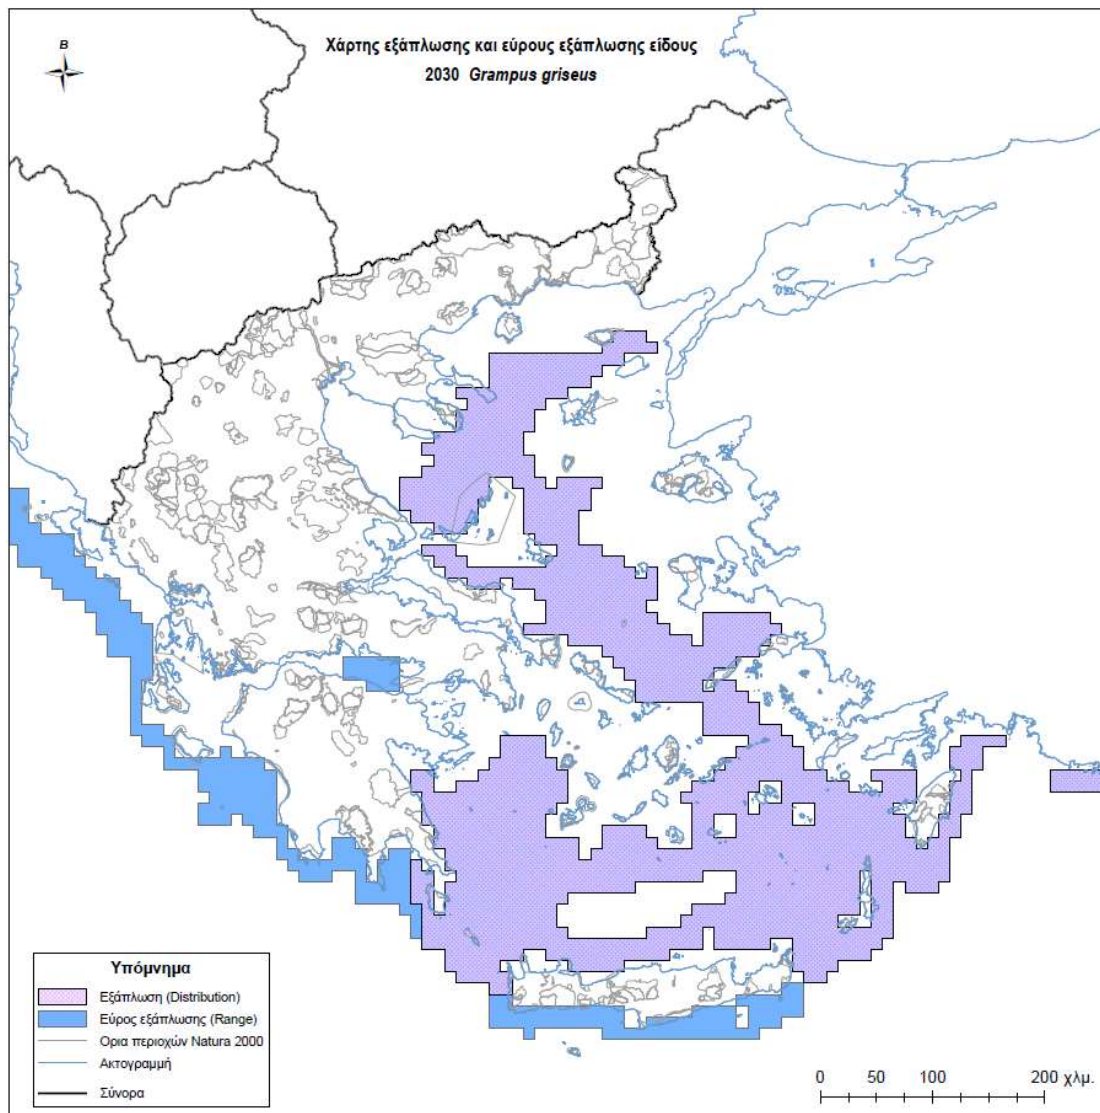 Χάρτης εξάπλωσης και εύρους εξάπλωσης είδους
2030 Grampus griseus
Β
Υπόμνημα
Εξάπλωση (Distribution)
Εύρος εξάπλωσης (Range)
Ορια περιοχών Natura 2000
Ακτογραμμή
Σύνορα
0 50 100 200 χλμ.